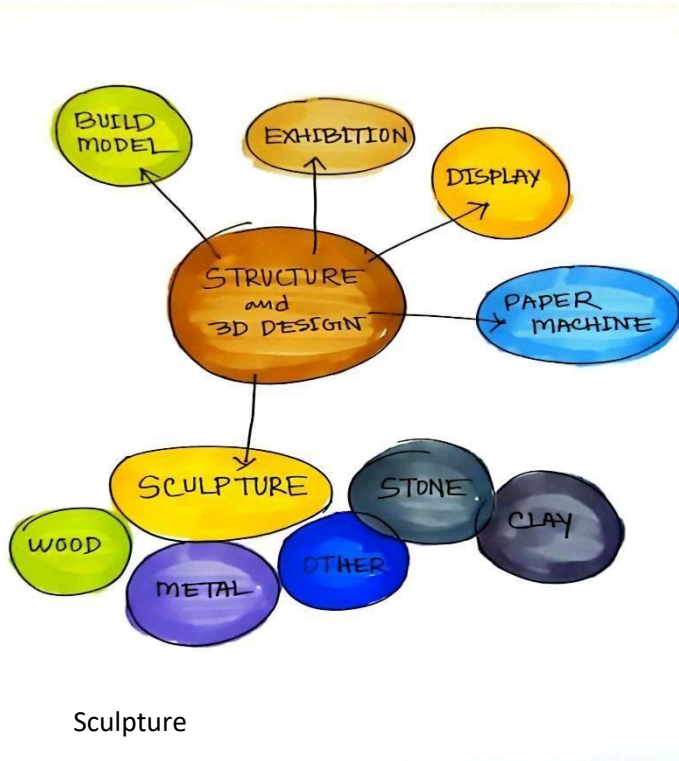 BUILD
MODEL
EXHIBITION
DISPLAY
STRUCTURE
and
3D DESIGN
PAPER
MACHINE
SCULPTURE
STONE
CLAY
WOOD
METAL
OTHER
Sculpture